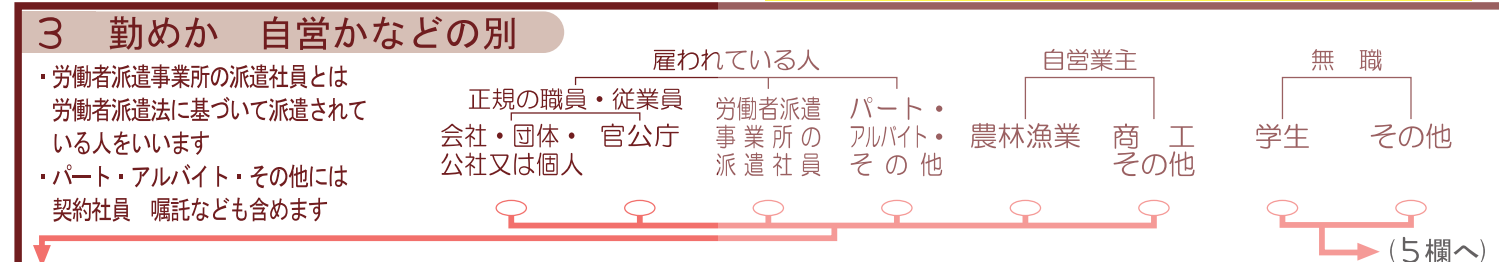 3 勤めか 自営かなどの別
・労働者派遣事業所の派遣社員とは
労働者派遣法に基づいて派遣されて
いる人をいいます
・パート・アルバイト・その他には
契約社員 嘱託なども含めます
雇われている人
正規の職員・従業員
会社・団体・
公社又は個人
官公庁
労働者派遣
事業所の
派遣社員
パート・
アルバイト・
その他
自営業主
農林漁業
商工
その他
無職
学生
その他
(5欄へ)